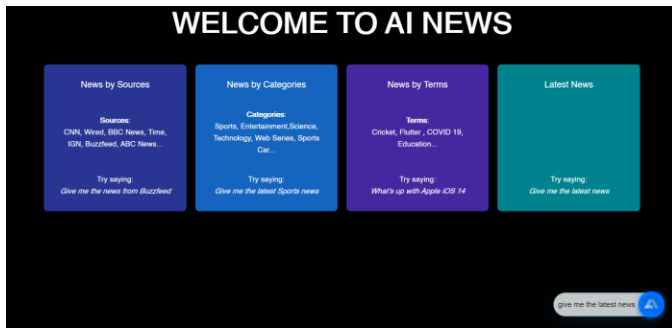 WELCOME TO AI NEWS
News by Sources
Sources:
CNN, Wired, BBC News, Time,
IGN, Buzzfeed, ABC News...
Try saying:
Give me the news from Buzzfeed
News by Categories
Categories:
Sports, Entertainment,Science,
Technology, Web Series, Sports
Car...
Try saying:
Give me the latest Sports news
News by Terms
Terms:
Cricket, Flutter , COVID 19,
Education...
Try saying:
What's up with Apple iOS 14
Latest News
Try saying:
Give me the latest news
give me the latest news